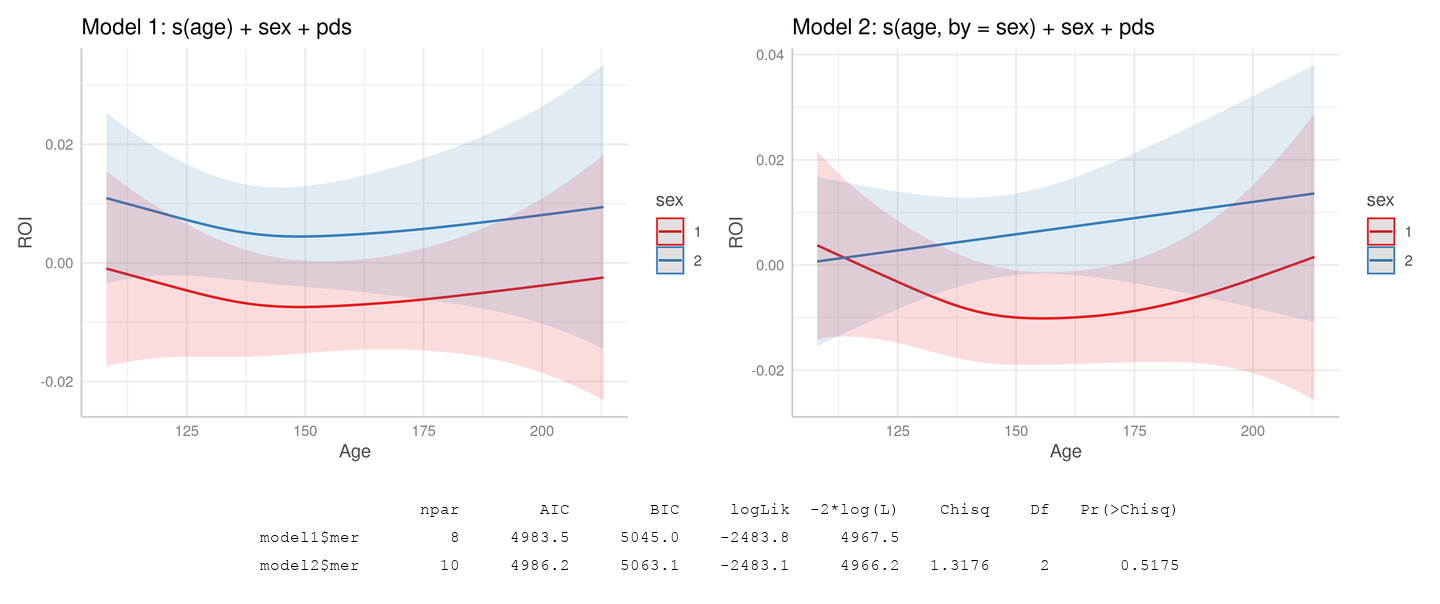 Model 1: s(age) + sex + pds
0.02
0.00
-0.02
ROI
125 150 175 200
Age
sex
1
2
Model 2: s(age, by = sex) + sex + pds
0.04
0.02
0.00
-0.02
ROI
125 150 175 200
Age
sex
1
2
npar AIC BIC logLik -2*log(L) Chisq Df Pr(>Chisq)
model1$mer 8 4983.5 5045.0 -2483.8 4967.5
model2$mer 10 4986.2 5063.1 -2483.1 4966.2 1.3176 2 0.5175